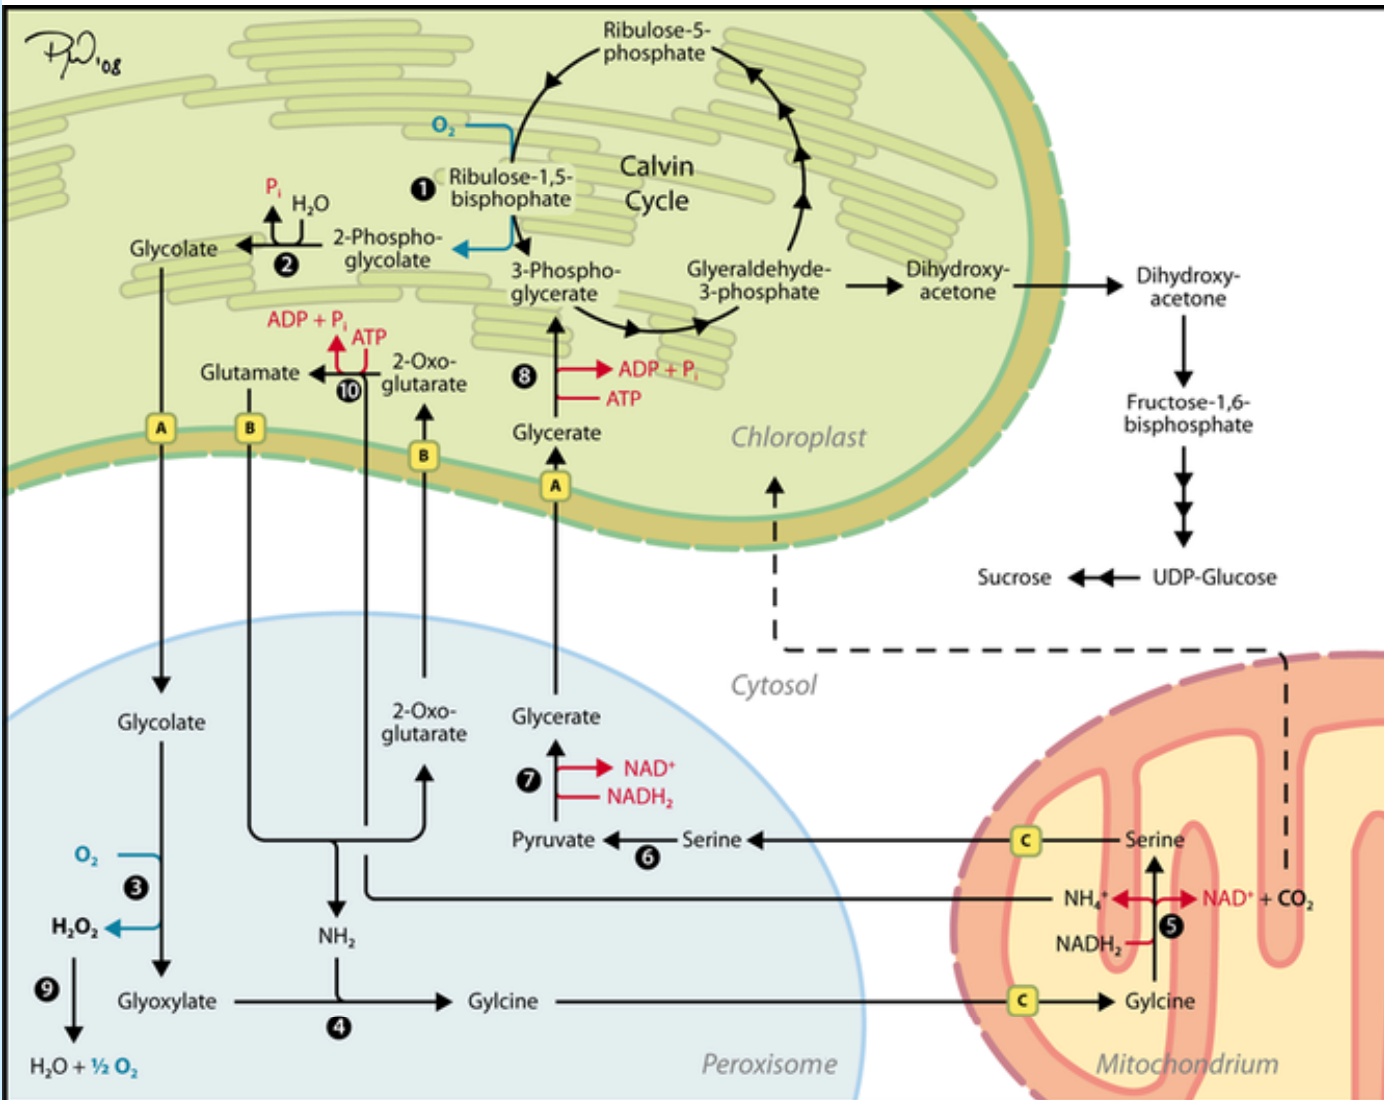 Ribulose-5-
phosphate
'08
O₂
Calvin
Cycle
1
Ribulose-1,5-
bisphophate
Pᵢ
H₂O
Glycolate
2
2-Phospho-
glycolate
3-Phospho-
glycerate
Glyeraldehyde-
3-phosphate
Dihydroxy-
acetone
Dihydroxy-
acetone
ADP + Pᵢ
ATP
Glutamate
10
2-Oxo-
glutarate
8
ADP + Pᵢ
ATP
Glycerate
Chloroplast
Fructose-1,6-
bisphosphate
A
B
B
A
Sucrose
UDP-Glucose
Cytosol
Glycolate
2-Oxo-
glutarate
Glycerate
7
NAD⁺
NADH₂
Pyruvate
6
Serine
C
Serine
O₂
3
H₂O₂
NH₂
NH₄⁺
NAD⁺ + CO₂
5
NADH₂
9
Glyoxylate
4
Gylcine
C
Gylcine
H₂O + ½ O₂
Peroxisome
Mitochondrium